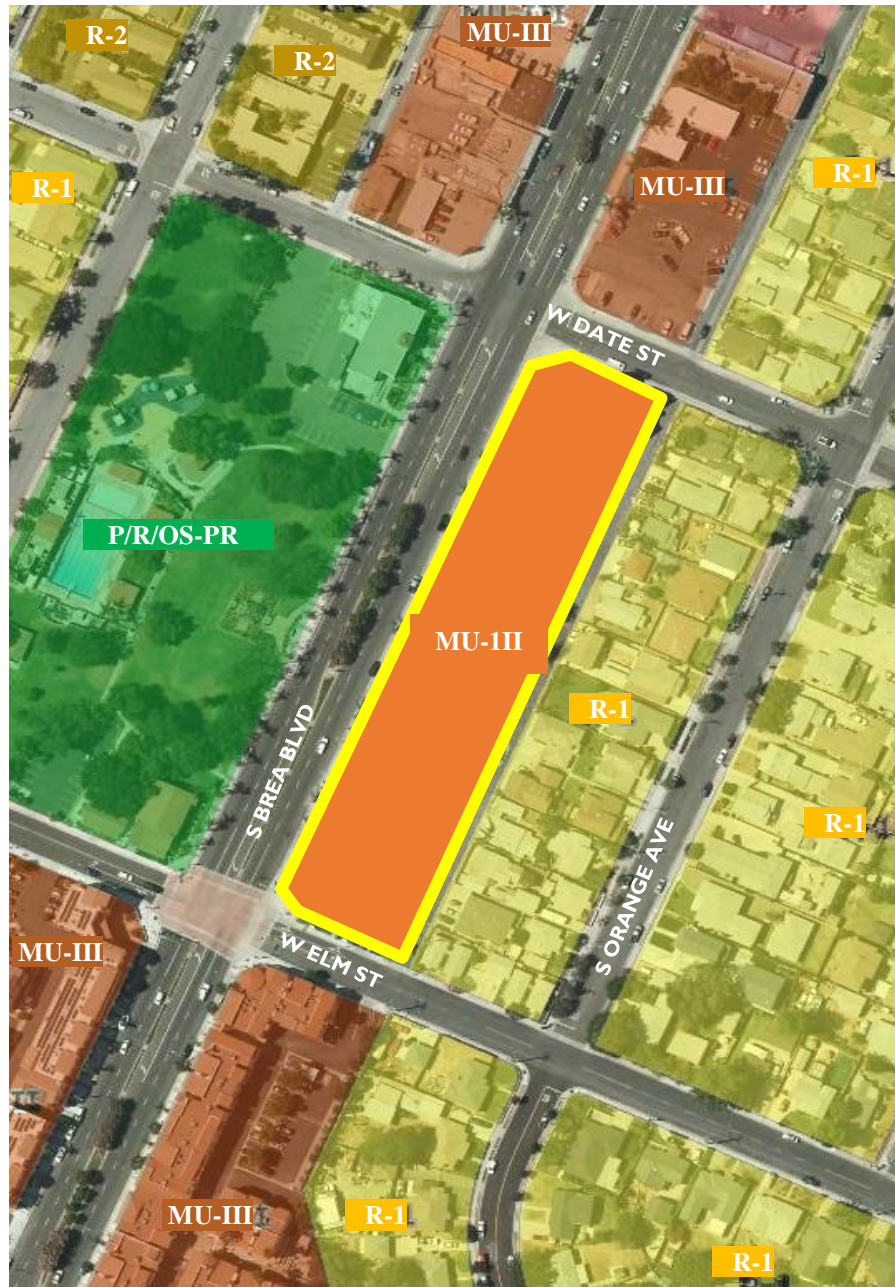 R-2
MU-III
R-2
R-1
MU-III
R-1
W DATE ST
P/R/OS-PR
MU-1II
R-1
S BREA BLVD
R-1
S ORANGE AVE
MU-III
W ELM ST
MU-III
R-1
R-1